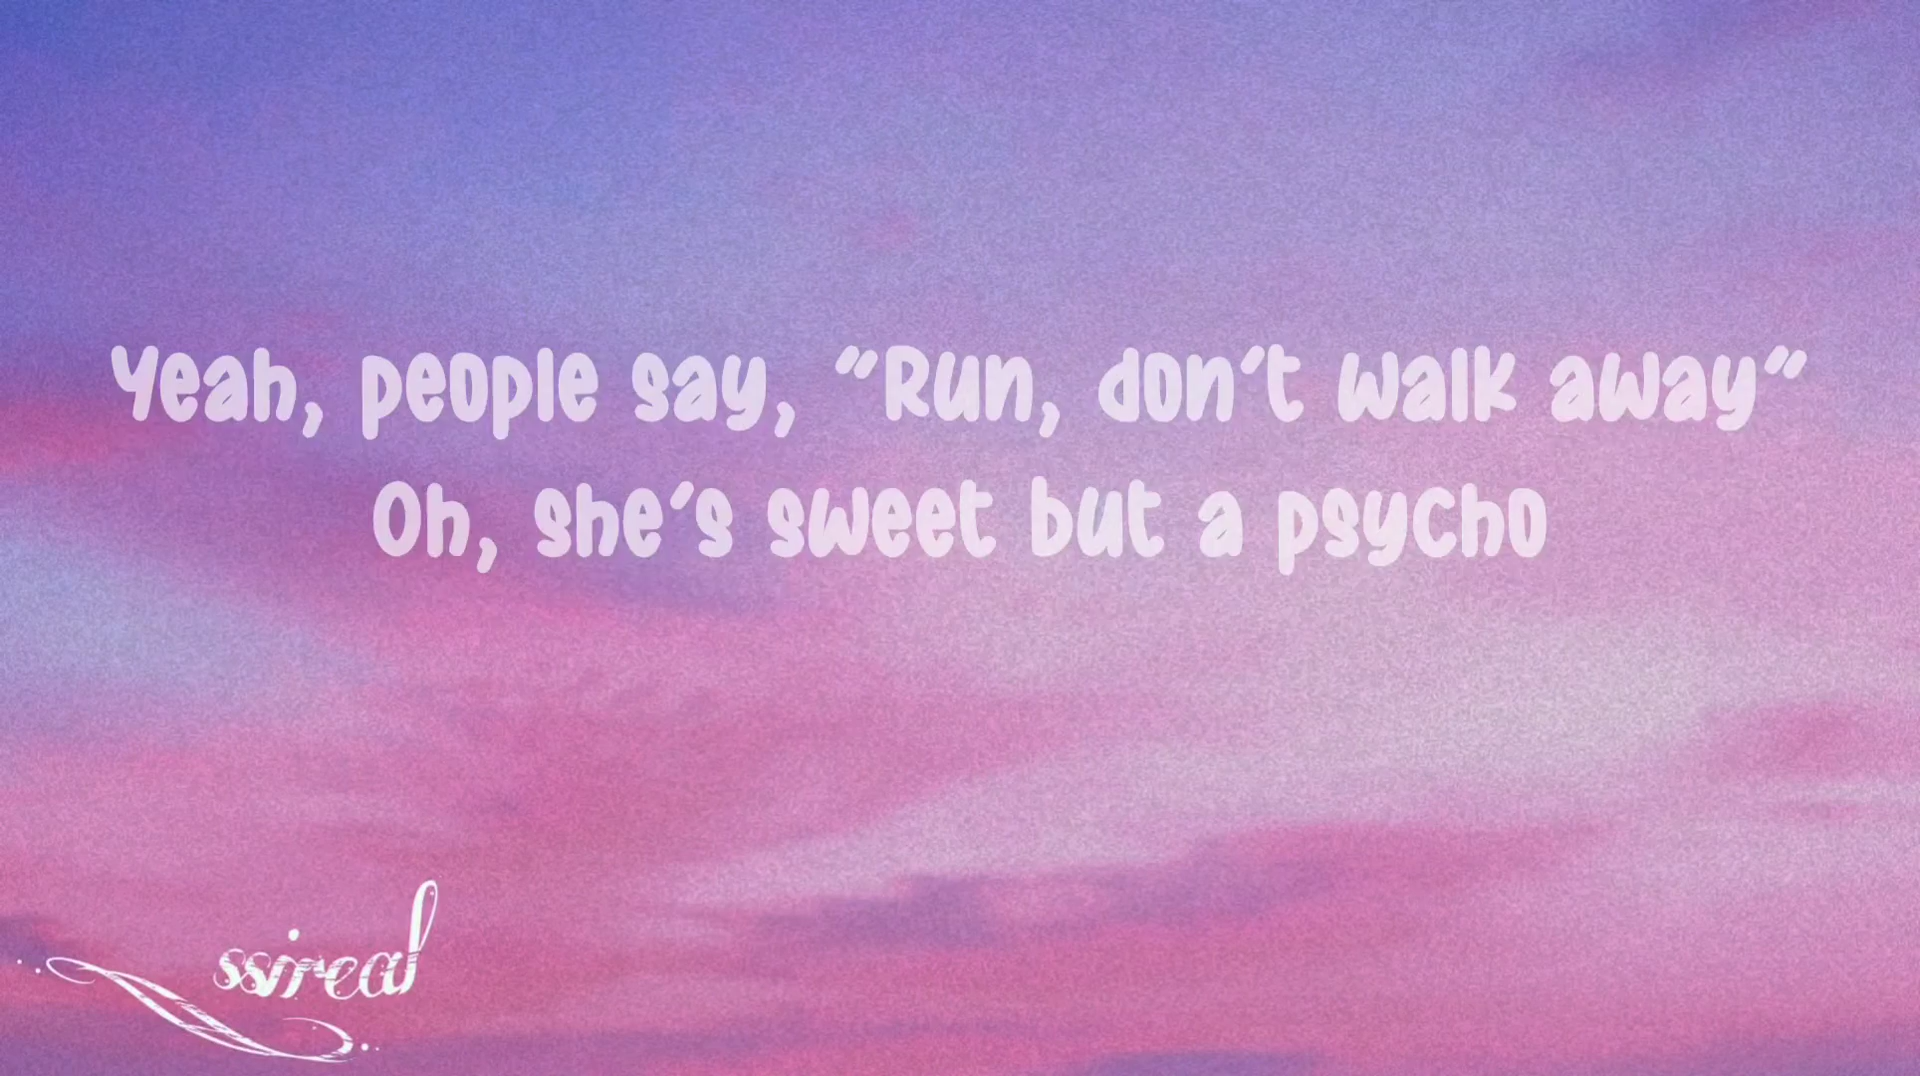 Yeah, people say, "Run, don't walk away"
Oh, she's sweet but a psycho
ssireal